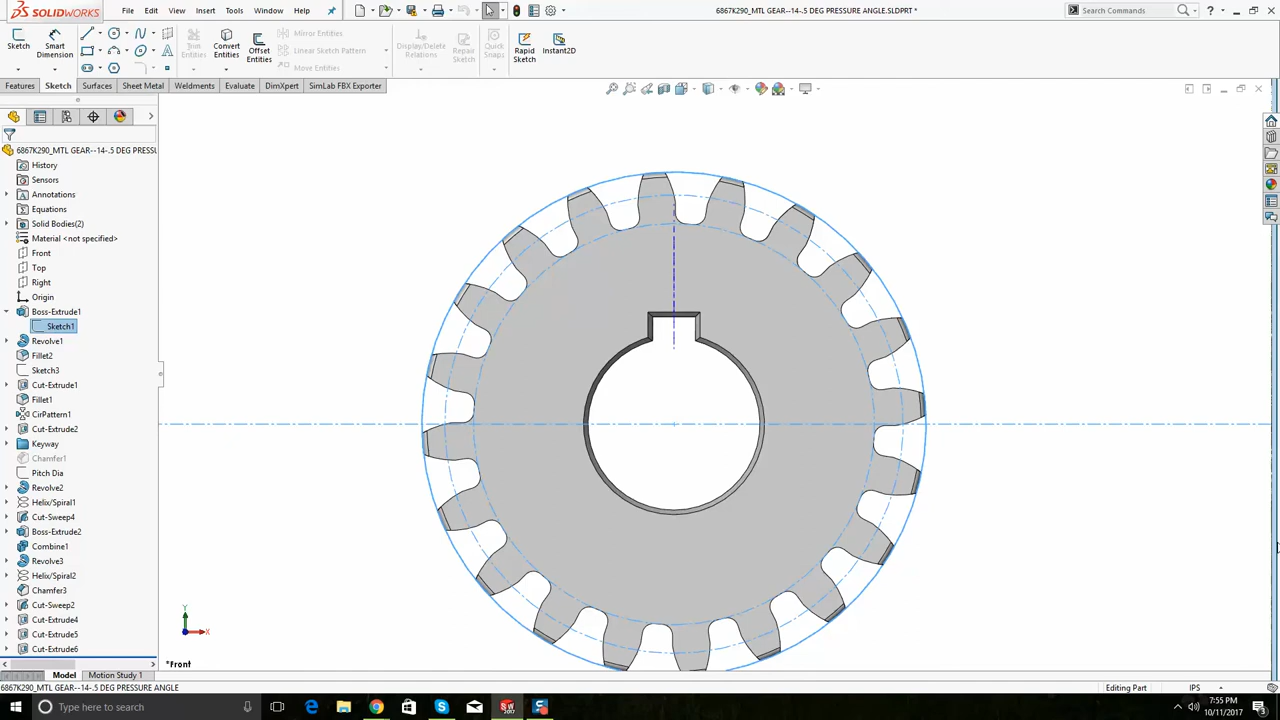 SOLIDWORKS File Edit View Insert Tools Window Help 6867K290_MTL GEAR--14-.5 DEG PRESSURE ANGLE.SLDPRT * Search Commands
Sketch Smart Dimension Trim Entities Convert Entities Offset Entities Mirror Entities Linear Sketch Pattern Move Entities Display/Delete Relations Repair Sketch Quick Snaps Rapid Sketch Instant2D
Features Sketch Surfaces Sheet Metal Weldments Evaluate DimXpert SimLab FBX Exporter
6867K290_MTL GEAR--14-.5 DEG PRESSU
History
Sensors
Annotations
Equations
Solid Bodies(2)
Material <not specified>
Front
Top
Right
Origin
Boss-Extrude1
Sketch1
Revolve1
Fillet2
Sketch3
Cut-Extrude1
Fillet1
CirPattern1
Cut-Extrude2
Keyway
Chamfer1
Pitch Dia
Revolve2
Helix/Spiral1
Cut-Sweep4
Boss-Extrude2
Combine1
Revolve3
Helix/Spiral2
Chamfer3
Cut-Sweep2
Cut-Extrude4
Cut-Extrude5
Cut-Extrude6
Y
X
*Front
Model Motion Study 1
6867K290_MTL GEAR--14-.5 DEG PRESSURE ANGLE Editing Part IPS
Type here to search 7:55 PM
10/11/2017